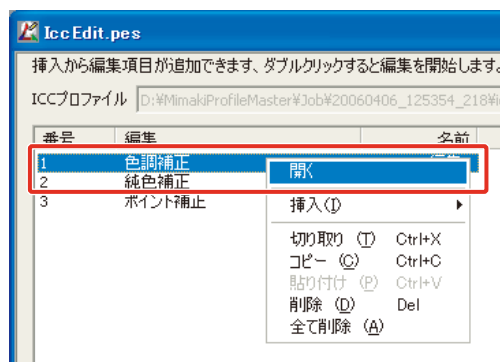 IccEdit.pes
挿入から編集項目が追加できます、ダブルクリックすると編集を開始します。
ICCプロファイル D:¥MimakiProfileMaster¥Job¥20060406_125354_218¥i
番号 編集 名前
1 色調補正
2 純色補正
3 ポイント補正
開く
挿入(I)
切り取り (T) Ctrl+X
コピー (C) Ctrl+C
貼り付け (P) Ctrl+V
削除 (D) Del
全て削除 (A)